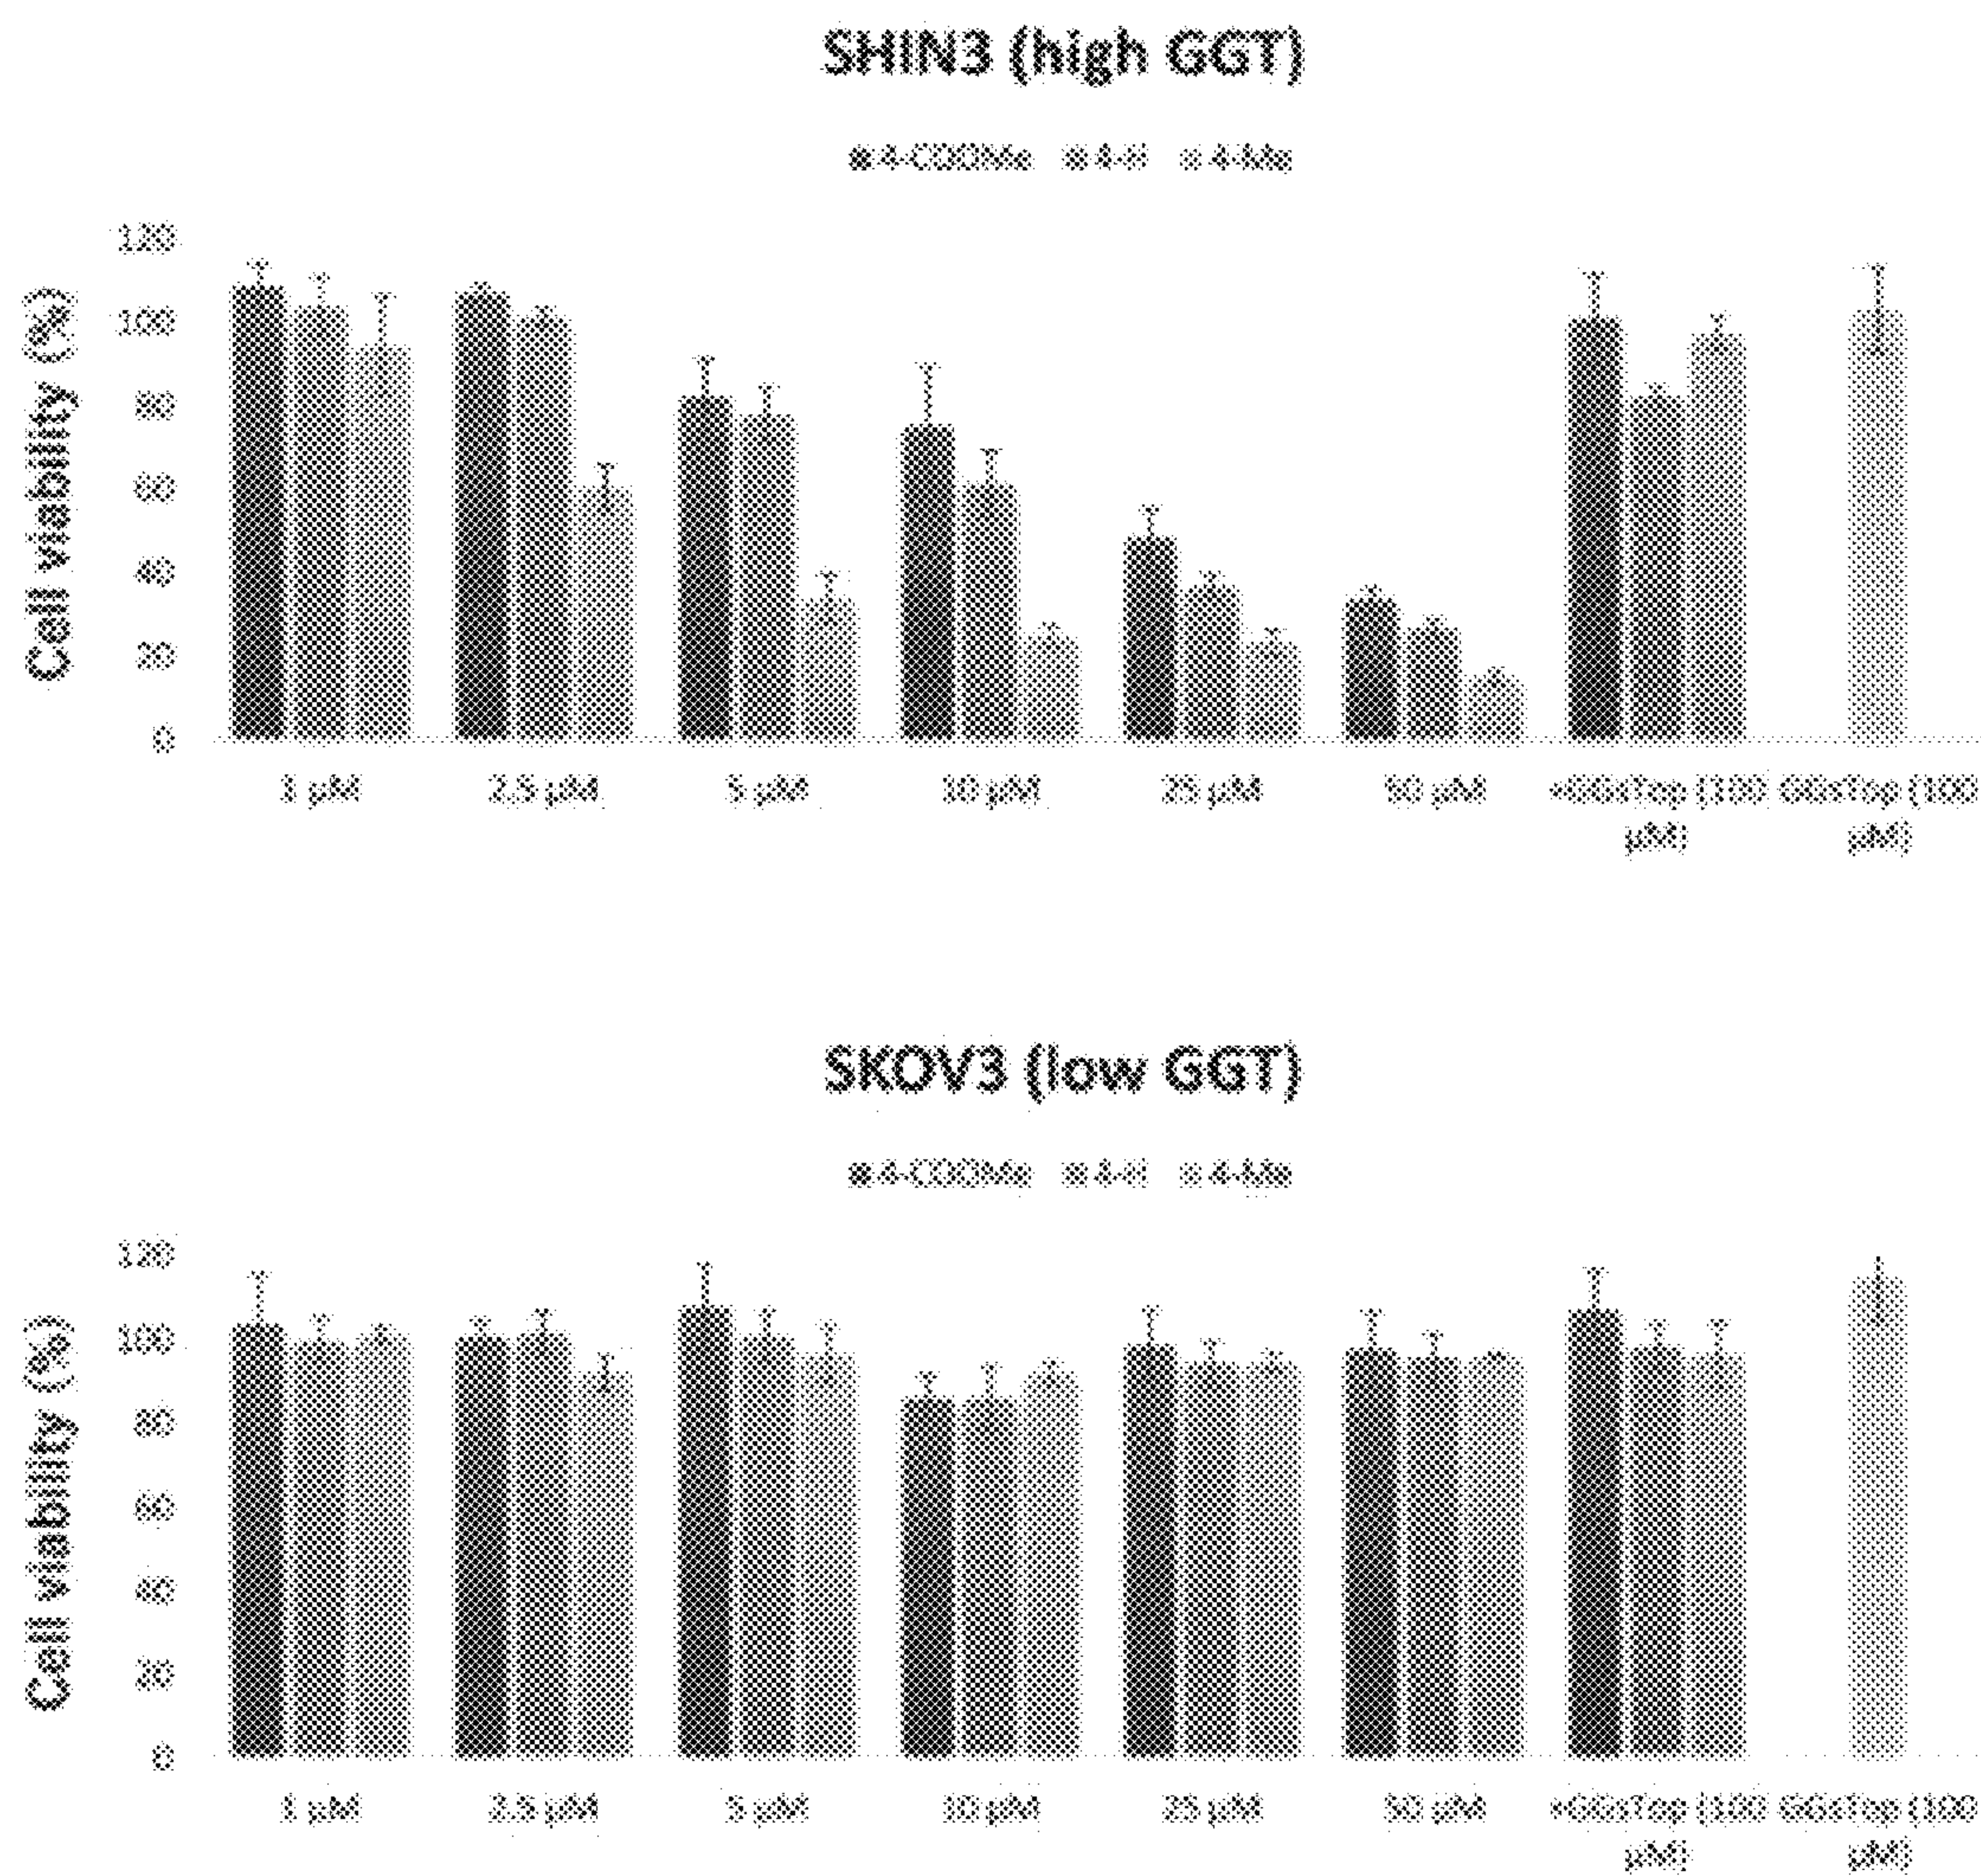 SHIN3 (high GGT)
4-COOMe 4-H 4-Me
Cell viability (%)
120
100
80
60
40
20
0
1 µM 2.5 µM 5 µM 10 µM 25 µM 50 µM +GGsTop (100 µM) GGsTop (100 µM)
SKOV3 (low GGT)
4-COOMe 4-H 4-Me
Cell viability (%)
120
100
80
60
40
20
0
1 µM 2.5 µM 5 µM 10 µM 25 µM 50 µM +GGsTop (100 µM) GGsTop (100 µM)